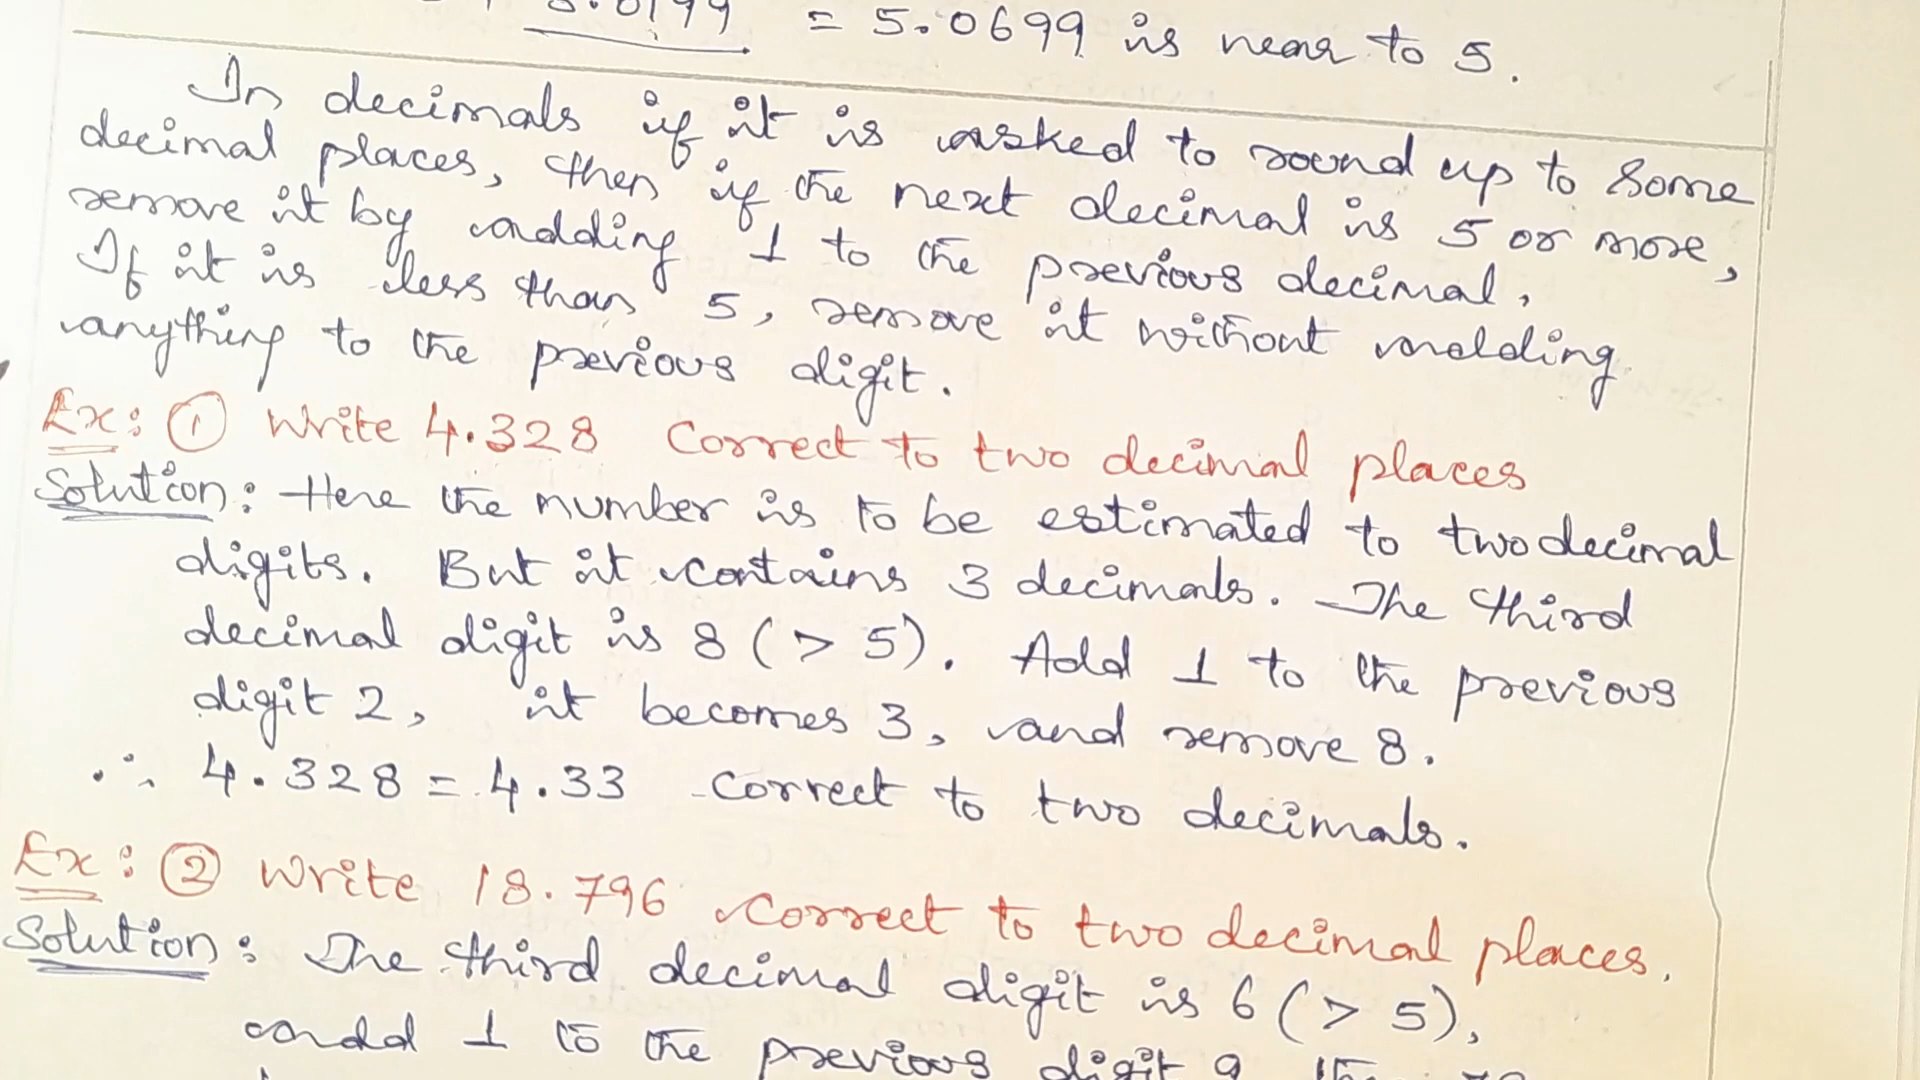 = 5.0699 is near to 5.
In decimals if it is asked to round up to some
decimal places, then if the next decimal is 5 or more,
remove it by adding 1 to the previous decimal,
If it is less than 5, remove it without adding
anything to the previous digit.
Ex: ① Write 4.328 Correct to two decimal places
Solution: Here the number is to be estimated to two decimal
digits. But it contains 3 decimals. The third
decimal digit is 8 (> 5). Add 1 to the previous
digit 2, it becomes 3, and remove 8.
∴ 4.328 = 4.33 correct to two decimals.
Ex: ② Write 18.796 correct to two decimal places.
Solution: The third decimal digit is 6 (> 5),
add 1 to the previous digit 9